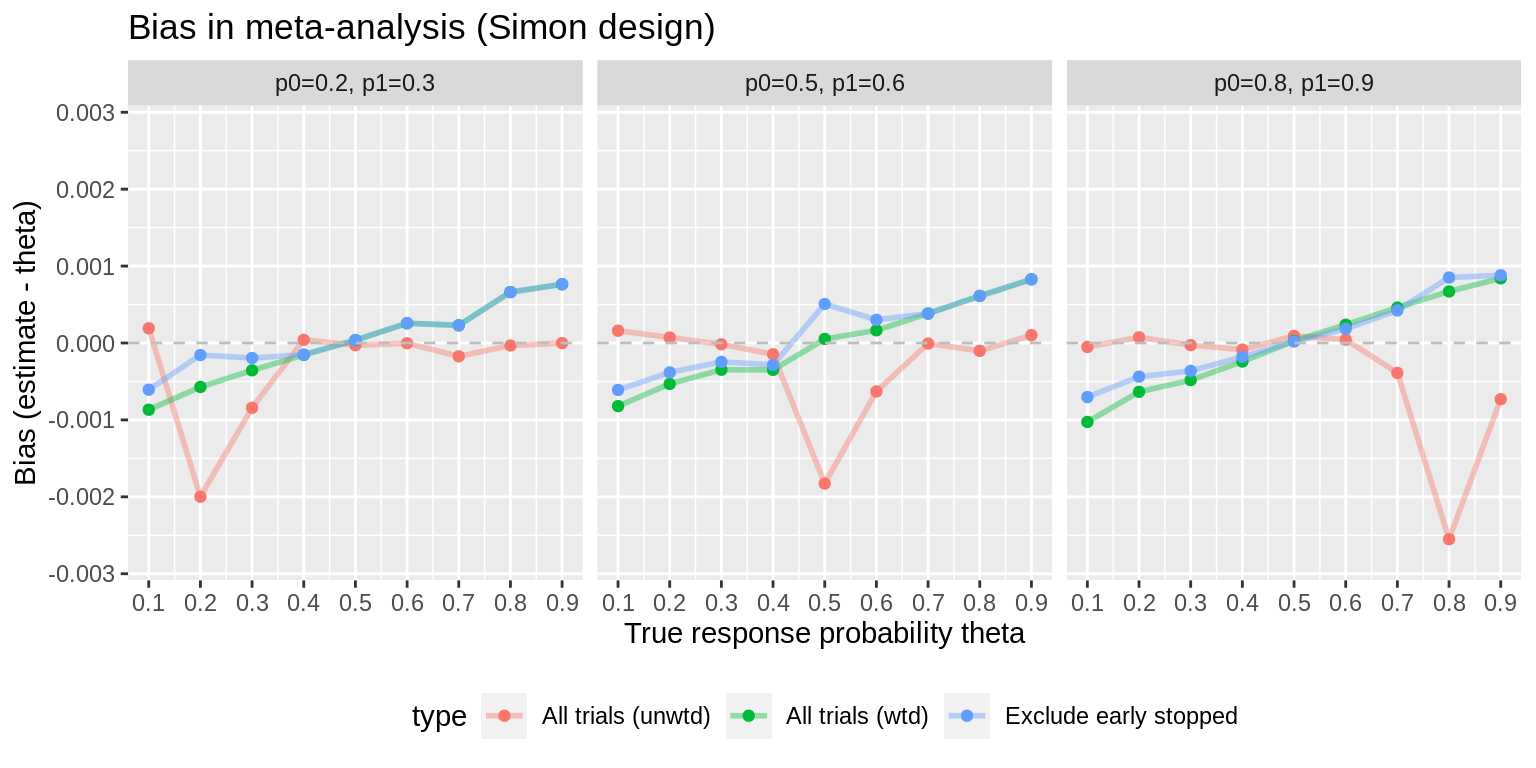 Bias in meta-analysis (Simon design)
p0=0.2, p1=0.3
p0=0.5, p1=0.6
p0=0.8, p1=0.9
Bias (estimate - theta)
0.003
0.002
0.001
0.000
-0.001
-0.002
-0.003
0.1 0.2 0.3 0.4 0.5 0.6 0.7 0.8 0.9
0.1 0.2 0.3 0.4 0.5 0.6 0.7 0.8 0.9
0.1 0.2 0.3 0.4 0.5 0.6 0.7 0.8 0.9
True response probability theta
type All trials (unwtd) All trials (wtd) Exclude early stopped